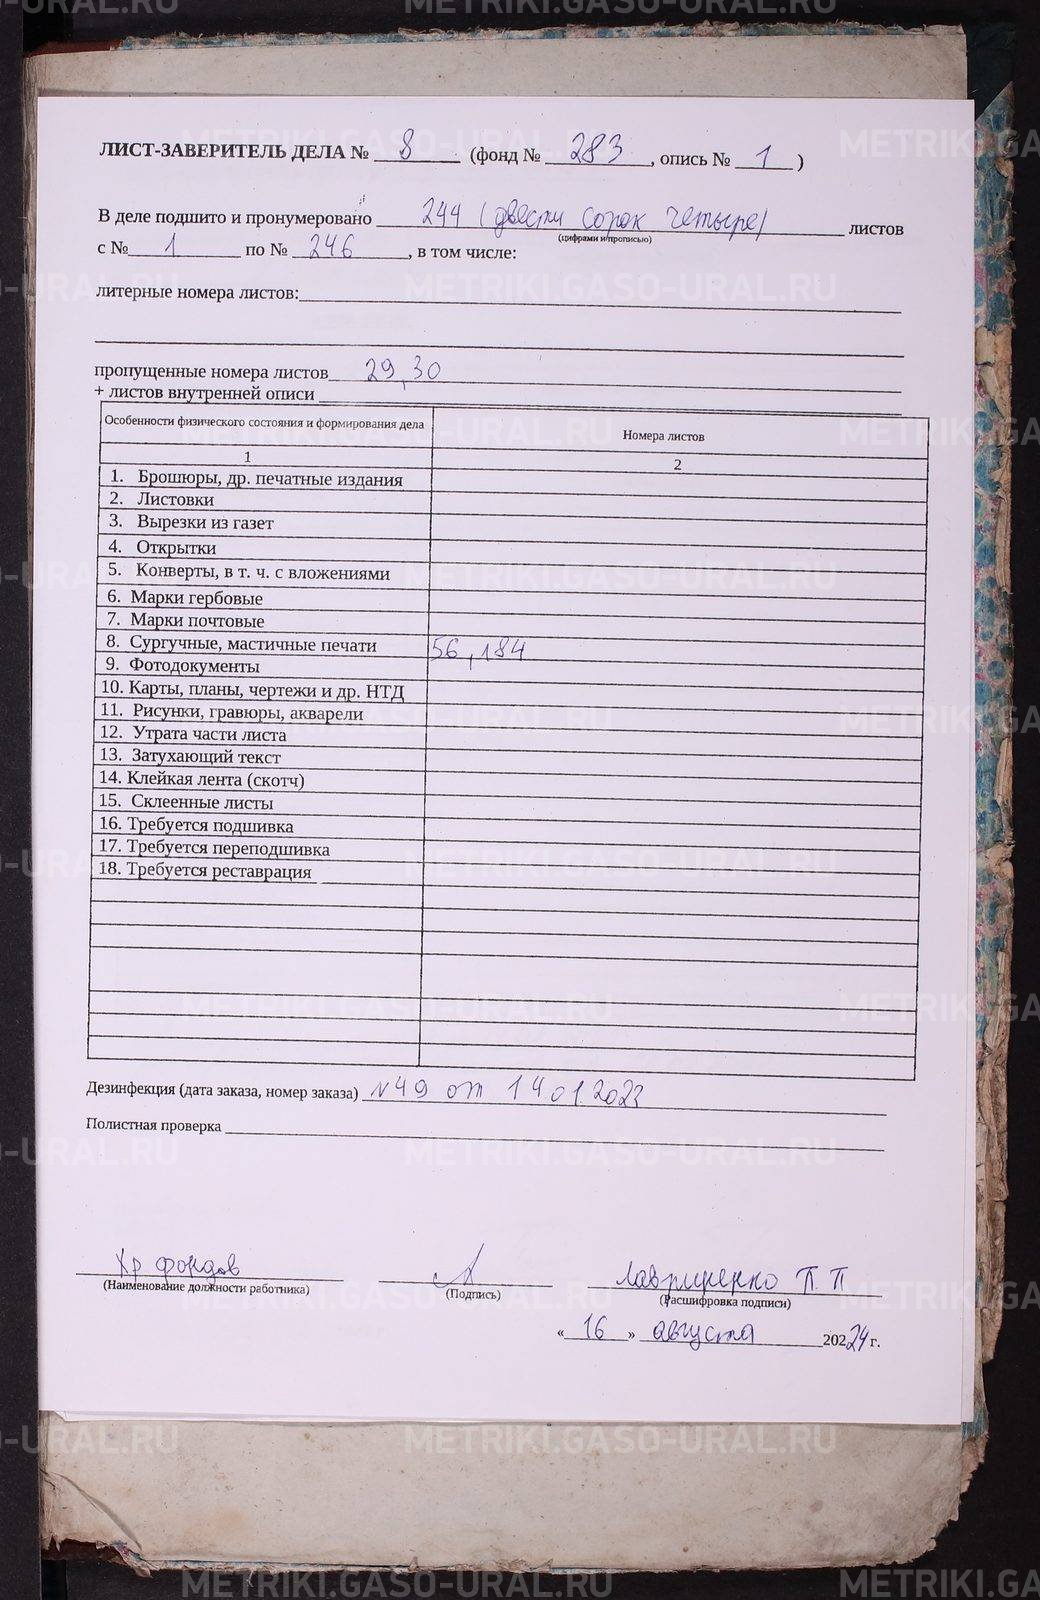 ЛИСТ-ЗАВЕРИТЕЛЬ ДЕЛА № 8 (фонд № 283, опись № 1)
В деле подшито и пронумеровано 244 (двести сорок четыре) листов
(цифрами и прописью)
с № 1 по № 246, в том числе:
литерные номера листов:
пропущенные номера листов 29, 30
+ листов внутренней описи
Особенности физического состояния и формирования дела Номера листов
1 2
1. Брошюры, др. печатные издания
2. Листовки
3. Вырезки из газет
4. Открытки
5. Конверты, в т. ч. с вложениями
6. Марки гербовые
7. Марки почтовые
8. Сургучные, мастичные печати 56, 184
9. Фотодокументы
10. Карты, планы, чертежи и др. НТД
11. Рисунки, гравюры, акварели
12. Утрата части листа
13. Затухающий текст
14. Клейкая лента (скотч)
15. Склеенные листы
16. Требуется подшивка
17. Требуется переподшивка
18. Требуется реставрация
Дезинфекция (дата заказа, номер заказа) №49 от 14 01.2023
Полистная проверка
Хр фондов Лавриненко П. П
(Наименование должности работника) (Подпись) (Расшифровка подписи)
« 16 » августа 2024 г.
METRIKI.GASO-URAL.RU